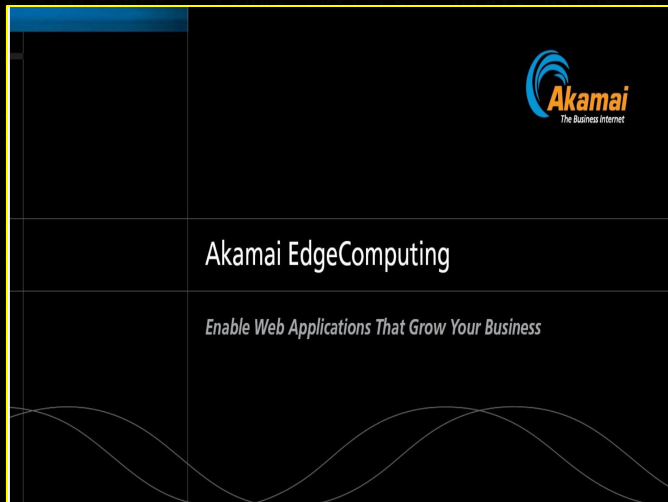 Akamai
The Business Internet
Akamai EdgeComputing
Enable Web Applications That Grow Your Business